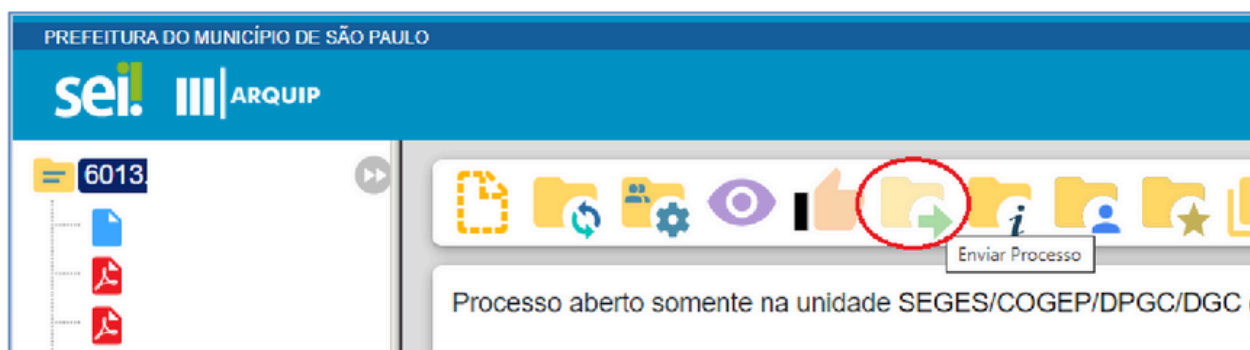 PREFEITURA DO MUNICÍPIO DE SÃO PAULO
sei! ARQUIP
6013.
Enviar Processo
Processo aberto somente na unidade SEGES/COGEP/DPGC/DGC (